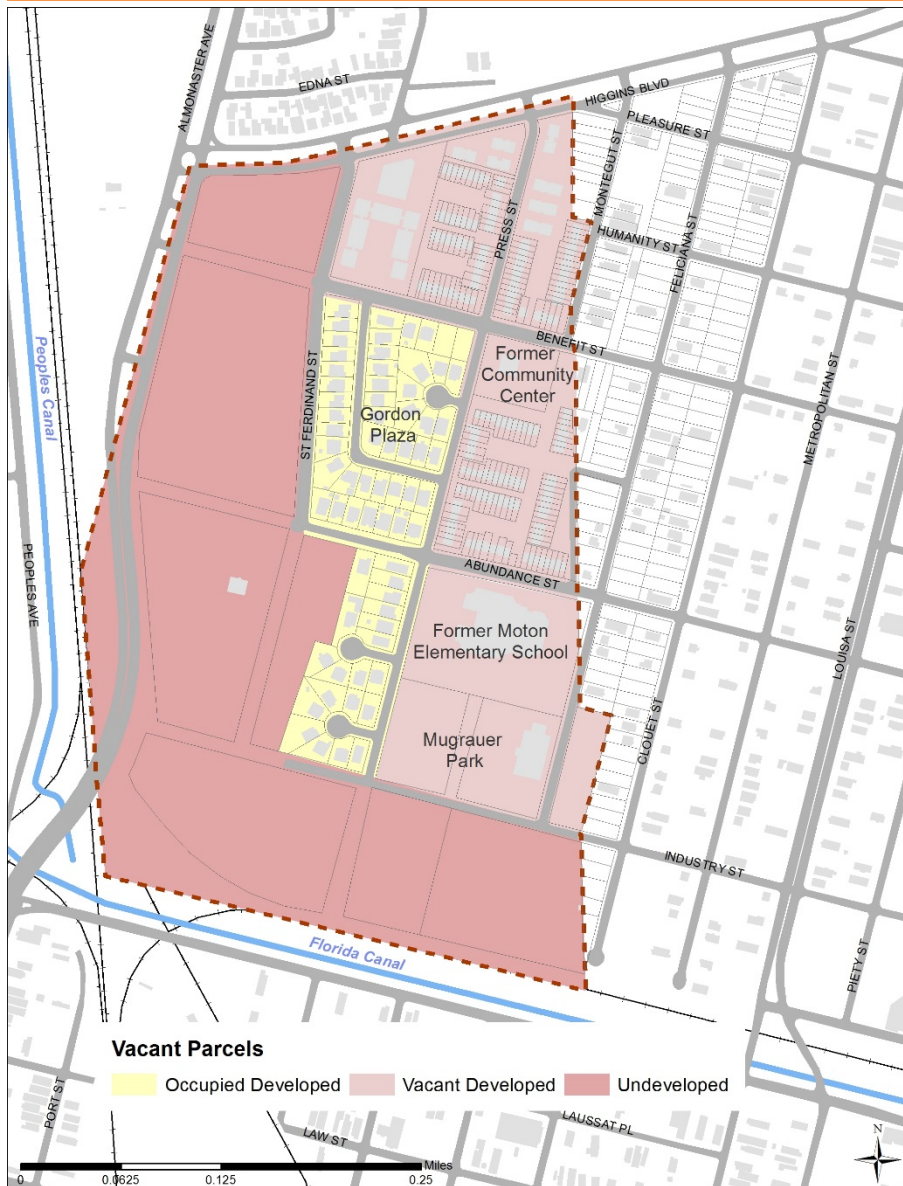 ALMONASTER AVE
EDNA ST
HIGGINS BLVD
PLEASURE ST
MONTEGUT ST
PRESS ST
HUMANITY ST
FELICIANA ST
BENEFIT ST
Peoples Canal
ST FERDINAND ST
Former
Community
Center
Gordon
Plaza
METROPOLITAN ST
PEOPLES AVE
ABUNDANCE ST
Former Moton
Elementary School
LOUISA ST
CLOUET ST
Mugrauer
Park
INDUSTRY ST
Florida Canal
PIETY ST
Vacant Parcels
Occupied Developed
Vacant Developed
Undeveloped
PORT ST
LAW ST
LAUSSAT PL
N
Miles
0
0.0625
0.125
0.25